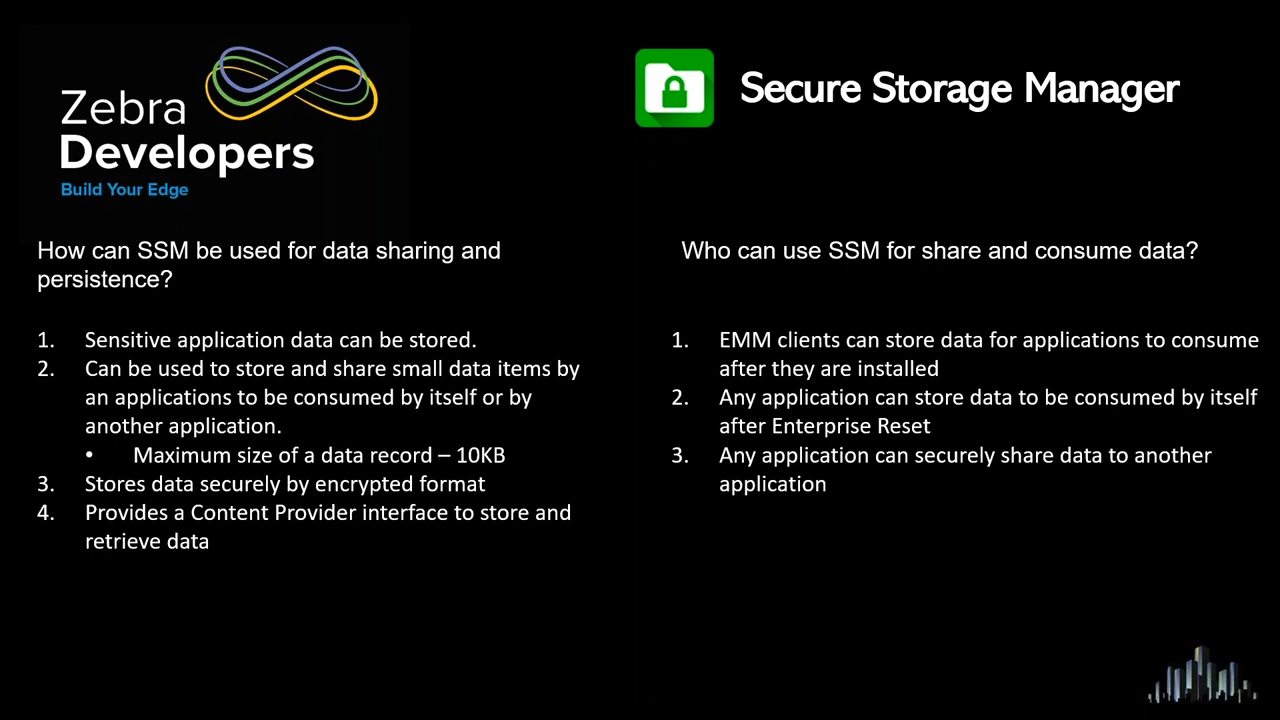 Zebra
Developers
Build Your Edge
Secure Storage Manager
How can SSM be used for data sharing and
persistence?
1. Sensitive application data can be stored.
2. Can be used to store and share small data items by
an applications to be consumed by itself or by
another application.
• Maximum size of a data record – 10KB
3. Stores data securely by encrypted format
4. Provides a Content Provider interface to store and
retrieve data
Who can use SSM for share and consume data?
1. EMM clients can store data for applications to consume
after they are installed
2. Any application can store data to be consumed by itself
after Enterprise Reset
3. Any application can securely share data to another
application